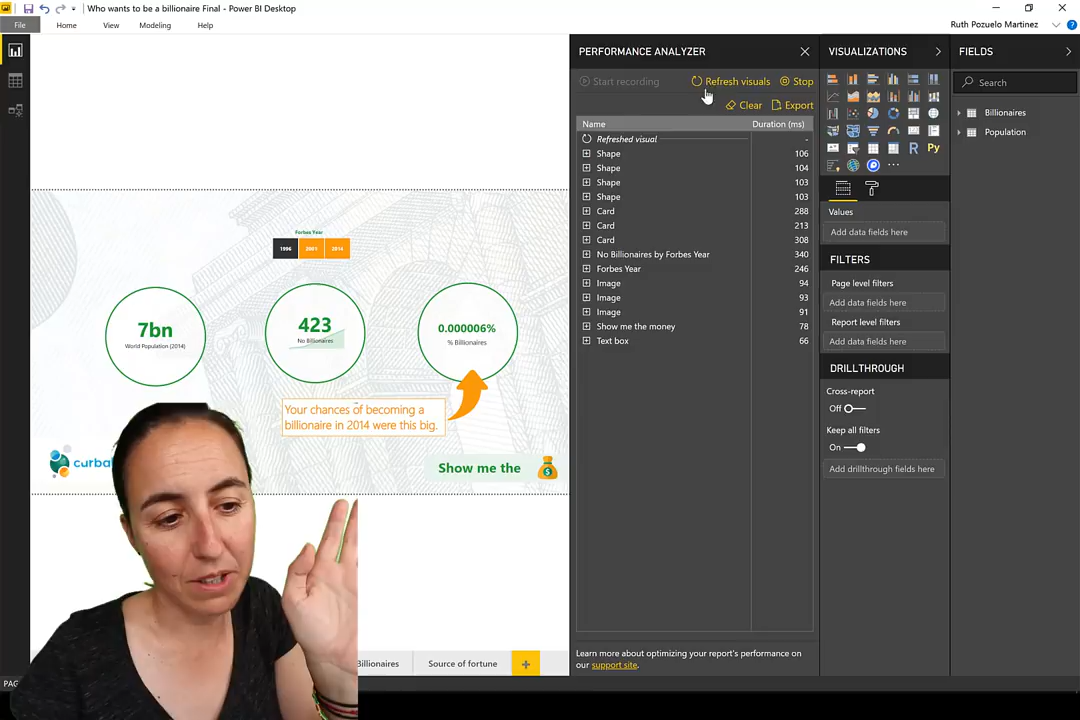 Who wants to be a billionaire Final - Power BI Desktop
Ruth Pozuelo Martinez
File Home View Modeling Help
PERFORMANCE ANALYZER
Start recording Refresh visuals Stop
Clear Export
Name Duration (ms)
Refreshed visual -
Shape 106
Shape 104
Shape 103
Shape 103
Card 288
Card 213
Card 308
No Billionaires by Forbes Year 340
Forbes Year 246
Image 94
Image 93
Image 91
Show me the money 78
Text box 66
Learn more about optimizing your report's performance on
our support site.
VISUALIZATIONS
R Py
Values
Add data fields here
FILTERS
Page level filters
Add data fields here
Report level filters
Add data fields here
DRILLTHROUGH
Cross-report
Off
Keep all filters
On
Add drillthrough fields here
FIELDS
Search
Billionaires
Population
Forbes Year
1996 2001 2014
7bn
World Population (2014)
423
No Billionaires
0.000006%
% Billionaires
Your chances of becoming a
billionaire in 2014 were this big.
curba
Show me the
Billionaires Source of fortune +
PAG